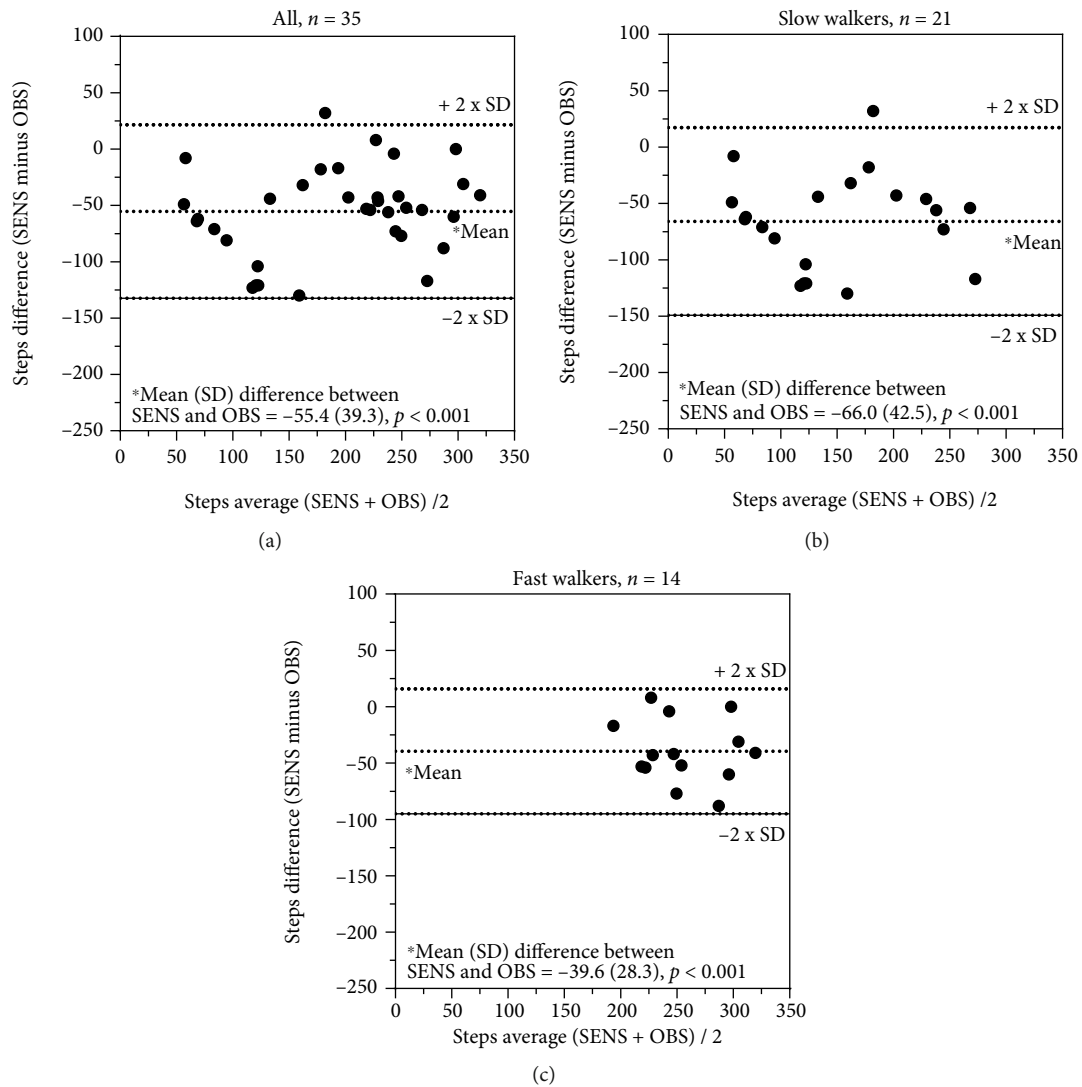 All, n = 35
100
50
0
−50
−100
−150
−200
−250
Steps difference (SENS minus OBS)
+ 2 x SD
*Mean
−2 x SD
*Mean (SD) difference between
SENS and OBS = −55.4 (39.3), p < 0.001
0 50 100 150 200 250 300 350
Steps average (SENS + OBS) /2
(a)
Slow walkers, n = 21
100
50
0
−50
−100
−150
−200
−250
Steps difference (SENS minus OBS)
+ 2 x SD
*Mean
−2 x SD
*Mean (SD) difference between
SENS and OBS = −66.0 (42.5), p < 0.001
0 50 100 150 200 250 300 350
Steps average (SENS + OBS) /2
(b)
Fast walkers, n = 14
100
50
0
−50
−100
−150
−200
−250
Steps difference (SENS minus OBS)
+ 2 x SD
*Mean
−2 x SD
*Mean (SD) difference between
SENS and OBS = −39.6 (28.3), p < 0.001
0 50 100 150 200 250 300 350
Steps average (SENS + OBS) / 2
(c)